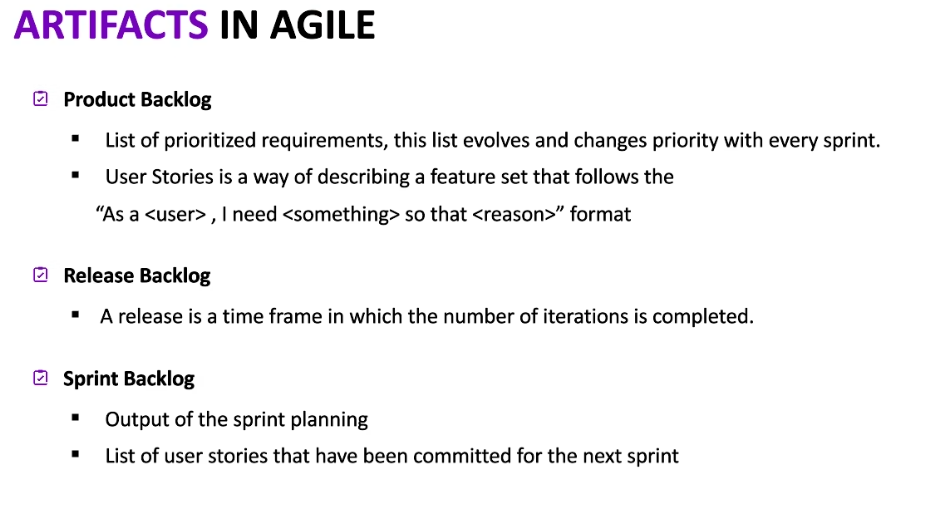 ARTIFACTS IN AGILE
Product Backlog
▪ List of prioritized requirements, this list evolves and changes priority with every sprint.
▪ User Stories is a way of describing a feature set that follows the
“As a <user> , I need <something> so that <reason>” format
Release Backlog
▪ A release is a time frame in which the number of iterations is completed.
Sprint Backlog
▪ Output of the sprint planning
▪ List of user stories that have been committed for the next sprint